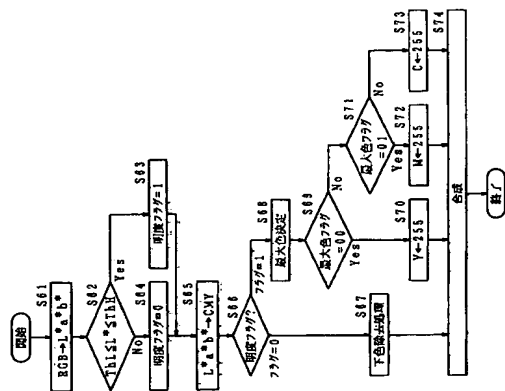 開始
S61
RGB→L*a*b*
S62
ThL≤L*≤ThH
Yes
No
S63
明度フラグ=1
S64
明度フラグ=0
S65
L*a*b*→CMY
S66
明度フラグ?
フラグ=1
フラグ=0
S67
下色除去処理
S68
最大色決定
S69
最大色フラグ
=00
No
Yes
S70
Y←255
S71
最大色フラグ
=01
No
Yes
S72
M←255
S73
C←255
S74
合成
終了